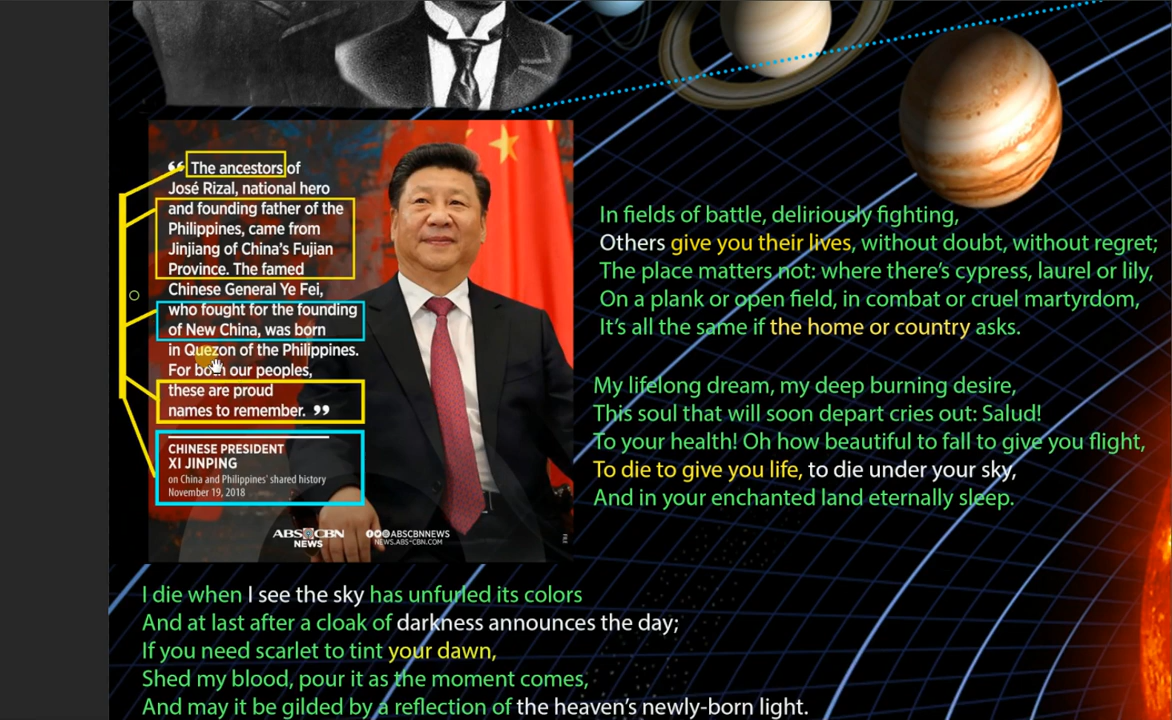 “ The ancestors of
José Rizal, national hero
and founding father of the
Philippines, came from
Jinjiang of China's Fujian
Province. The famed
Chinese General Ye Fei,
who fought for the founding
of New China, was born
in Quezon of the Philippines.
For both our peoples,
these are proud
names to remember. ”
CHINESE PRESIDENT
XI JINPING
on China and Philippines' shared history
November 19, 2018
ABS CBN
NEWS
ABSCBNNEWS
NEWS.ABS-CBN.COM
FILE
In fields of battle, deliriously fighting,
Others give you their lives, without doubt, without regret;
The place matters not: where there's cypress, laurel or lily,
On a plank or open field, in combat or cruel martyrdom,
It's all the same if the home or country asks.
My lifelong dream, my deep burning desire,
This soul that will soon depart cries out: Salud!
To your health! Oh how beautiful to fall to give you flight,
To die to give you life, to die under your sky,
And in your enchanted land eternally sleep.
I die when I see the sky has unfurled its colors
And at last after a cloak of darkness announces the day;
If you need scarlet to tint your dawn,
Shed my blood, pour it as the moment comes,
And may it be gilded by a reflection of the heaven's newly-born light.